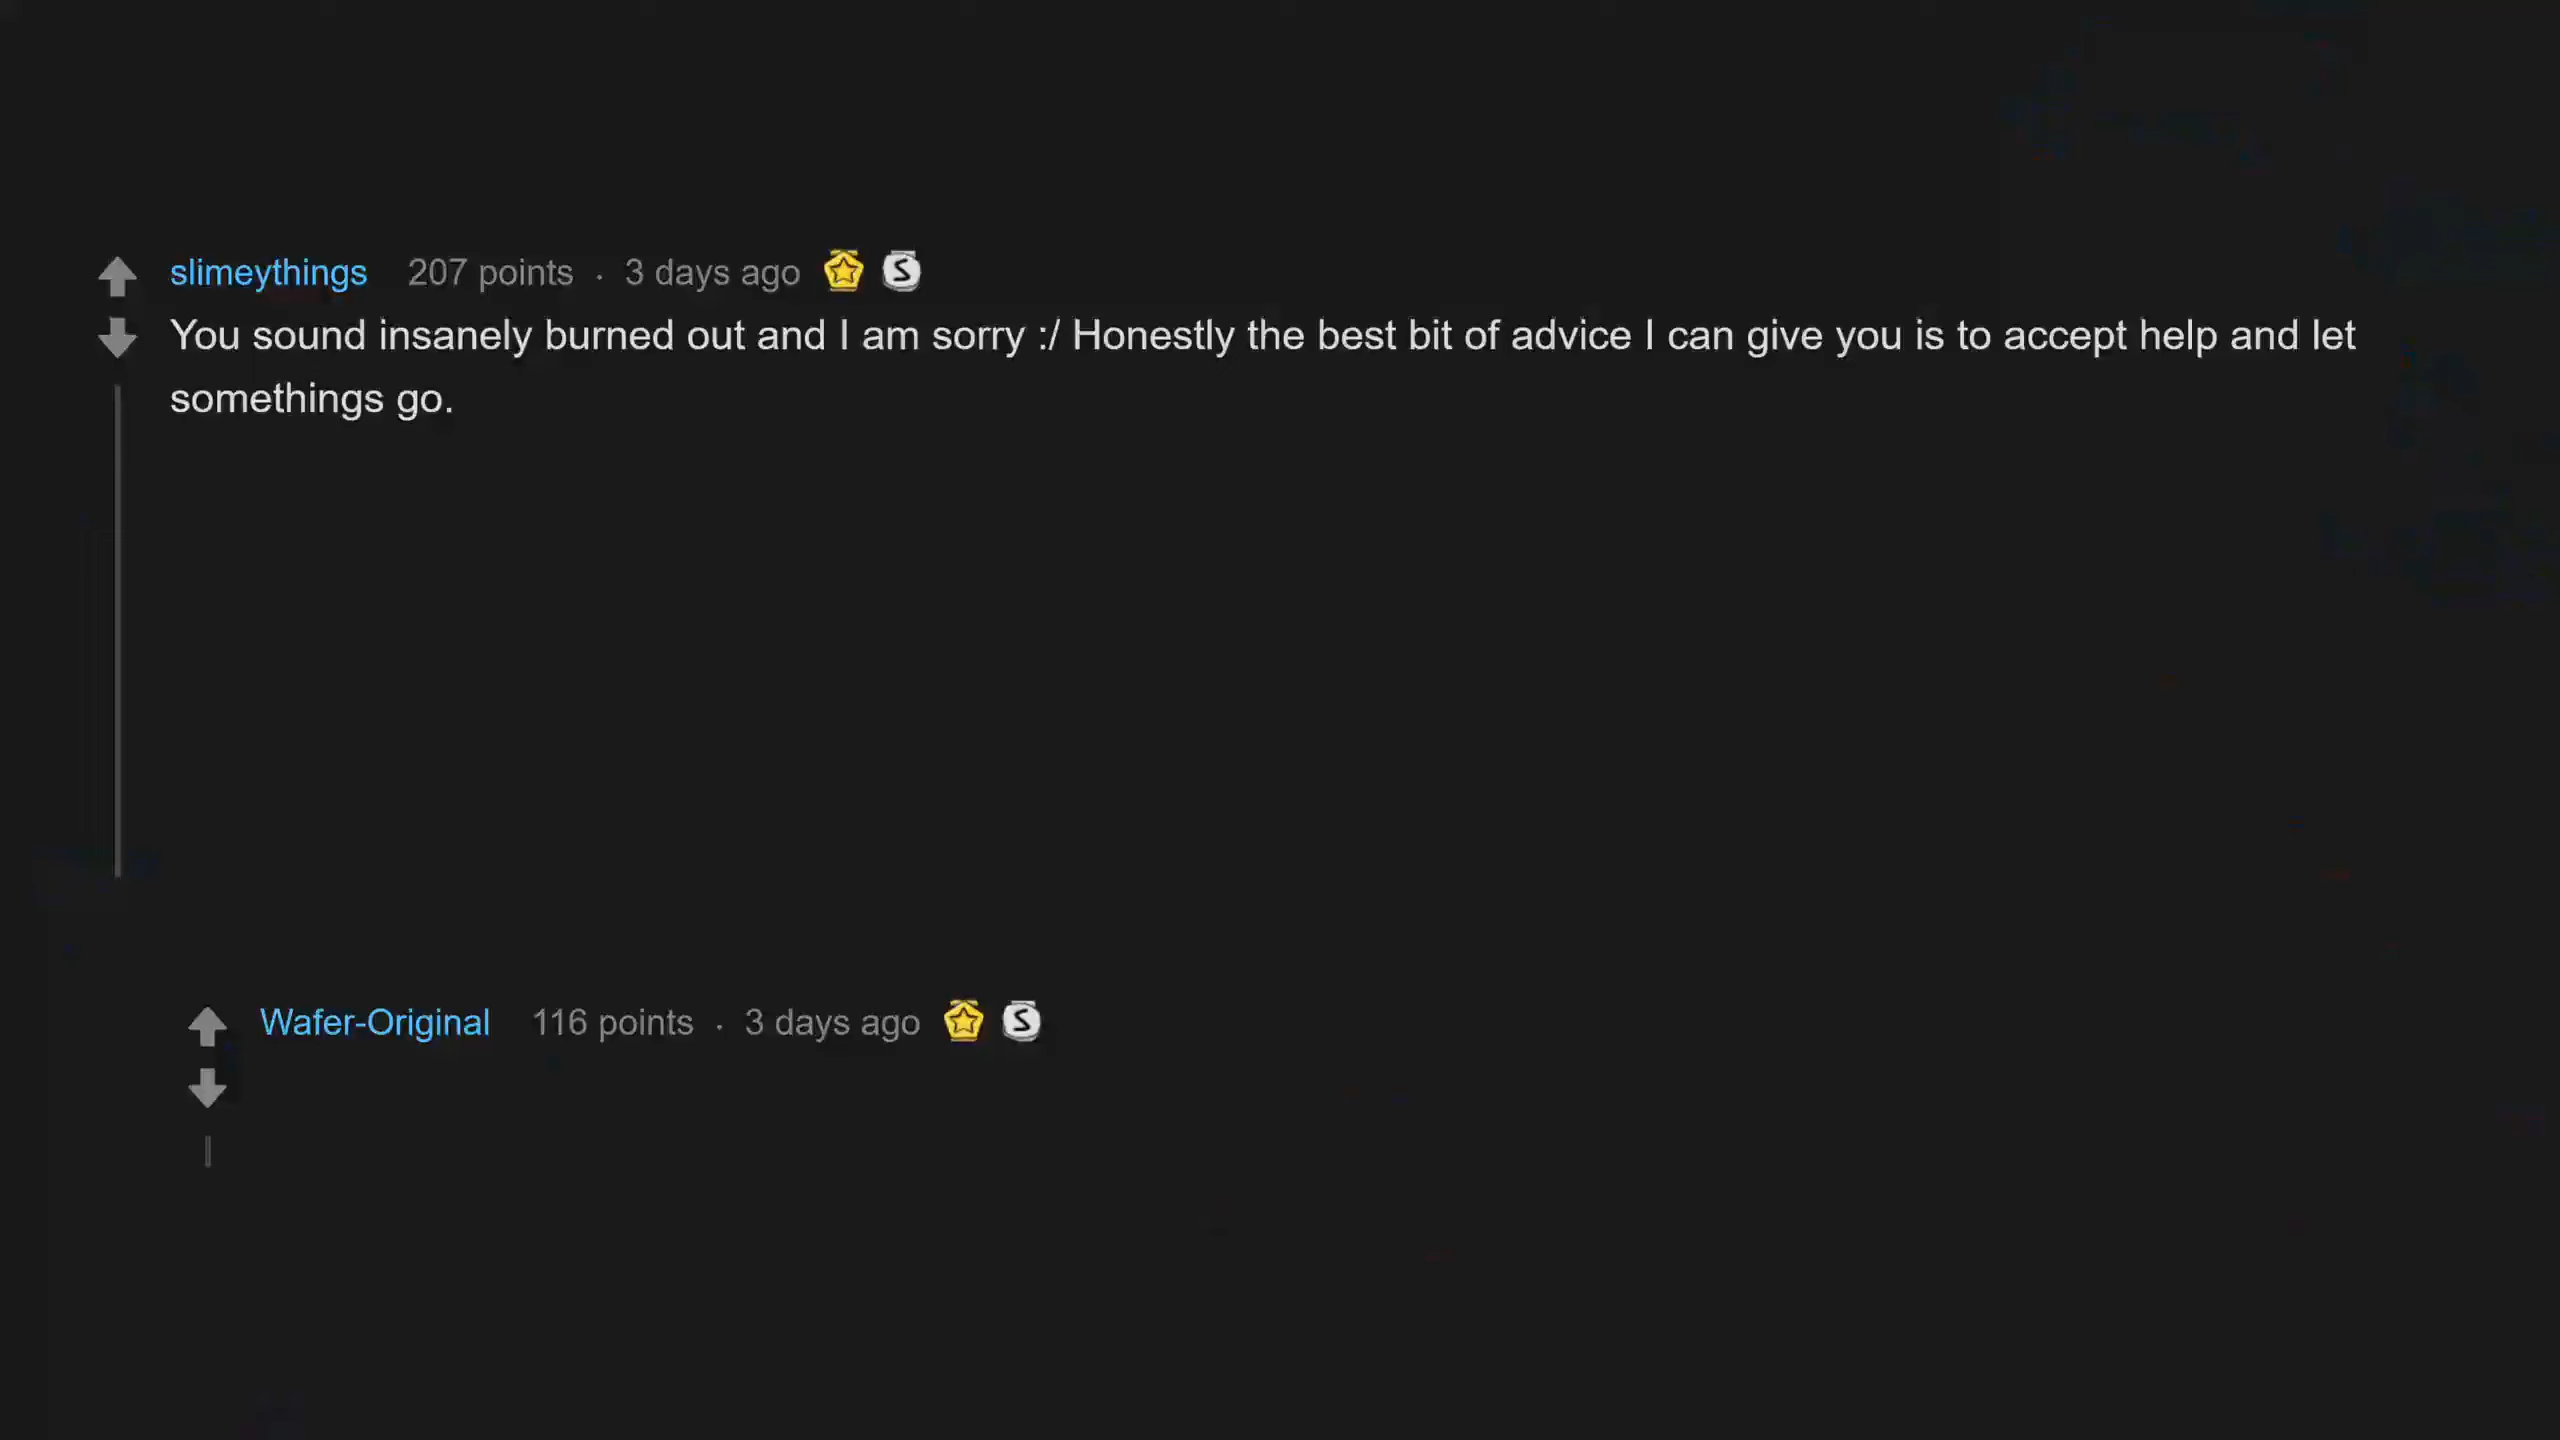 slimeythings 207 points · 3 days ago
You sound insanely burned out and I am sorry :/ Honestly the best bit of advice I can give you is to accept help and let
somethings go.
Wafer-Original 116 points · 3 days ago